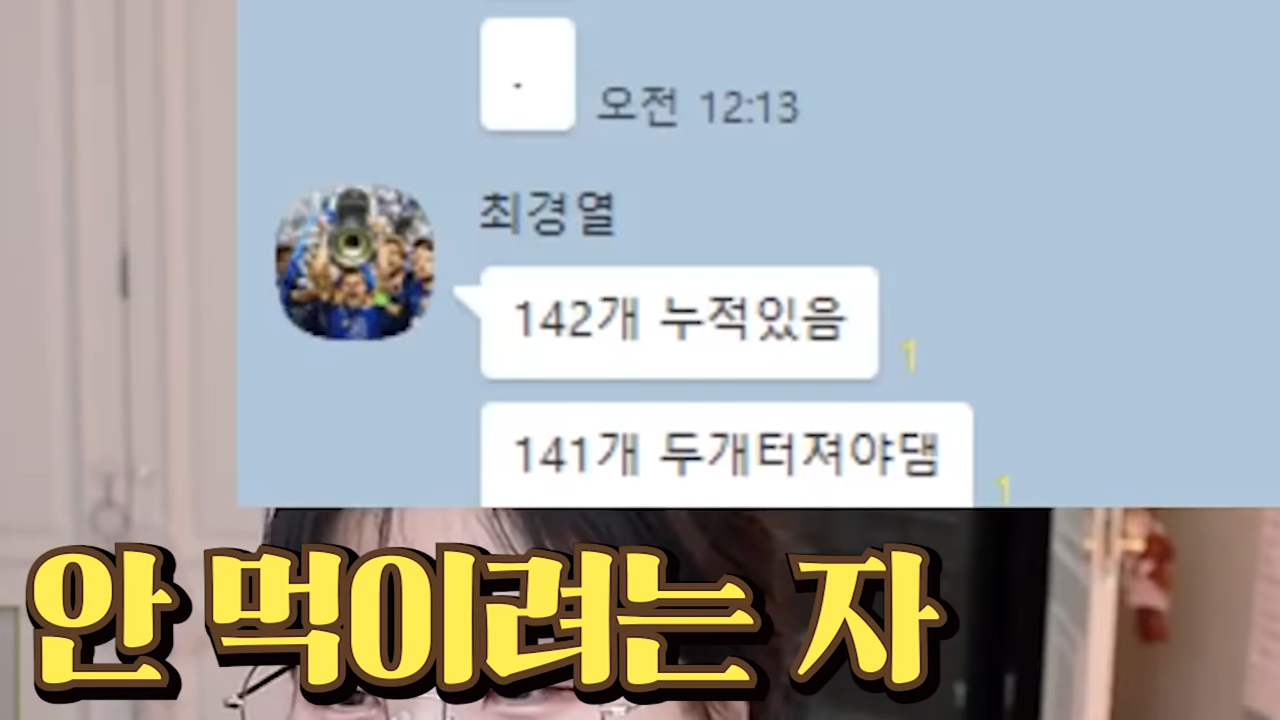 .
오전 12:13
최경열
142개 누적있음
1
141개 두개터져야댐
1
안 먹이려는 자